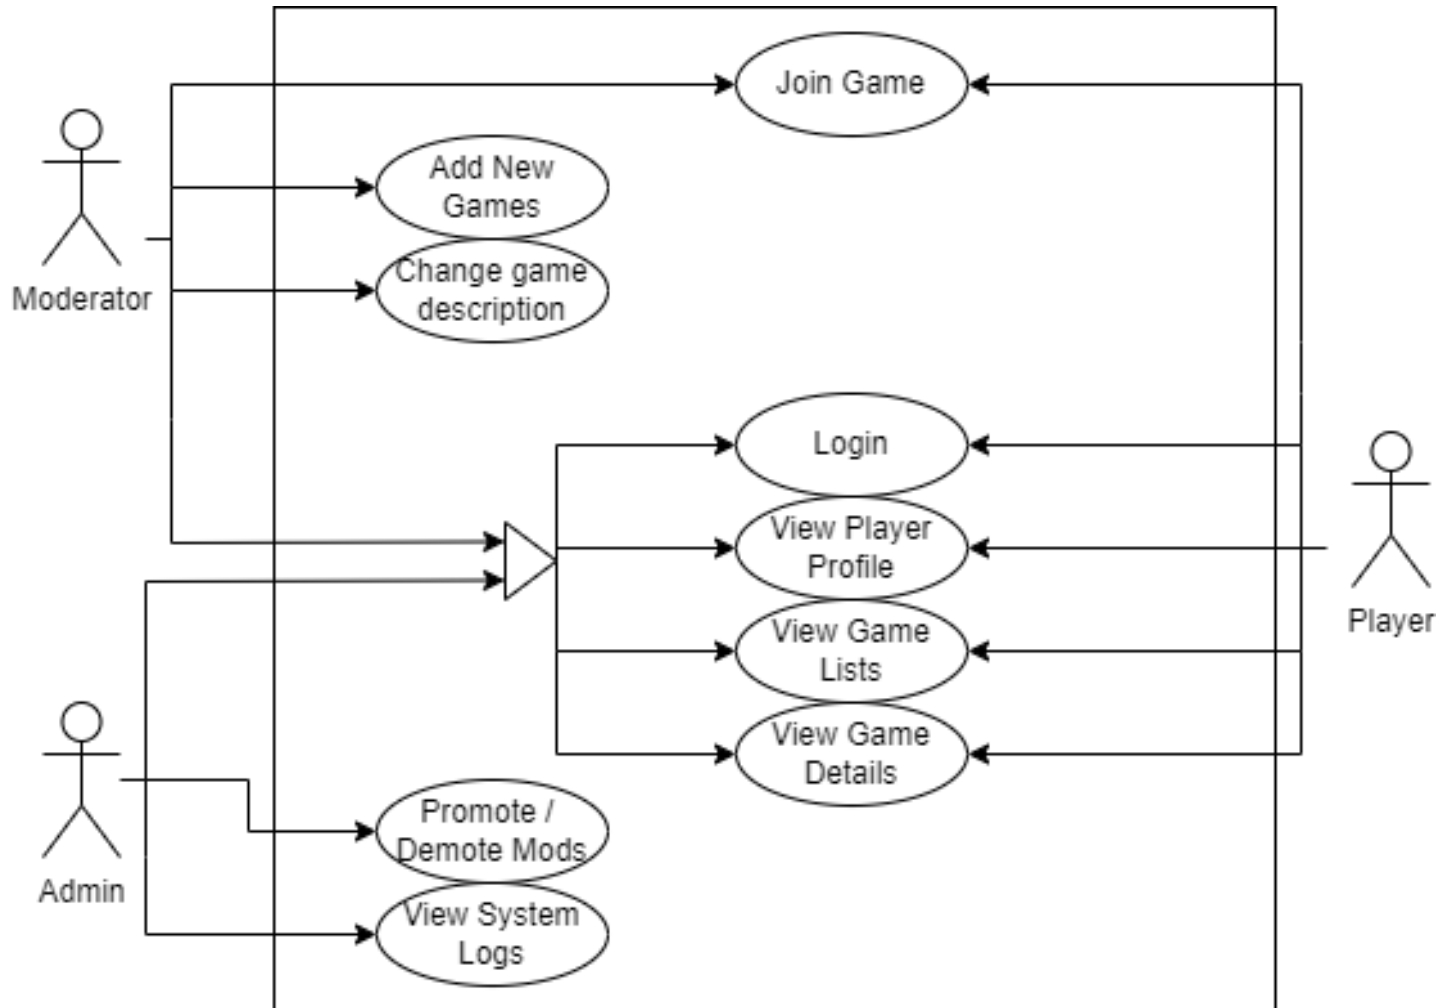 Join Game
Add New
Games
Change game
description
Moderator
Login
View Player
Profile
View Game
Lists
View Game
Details
Player
Promote /
Demote Mods
Admin
View System
Logs